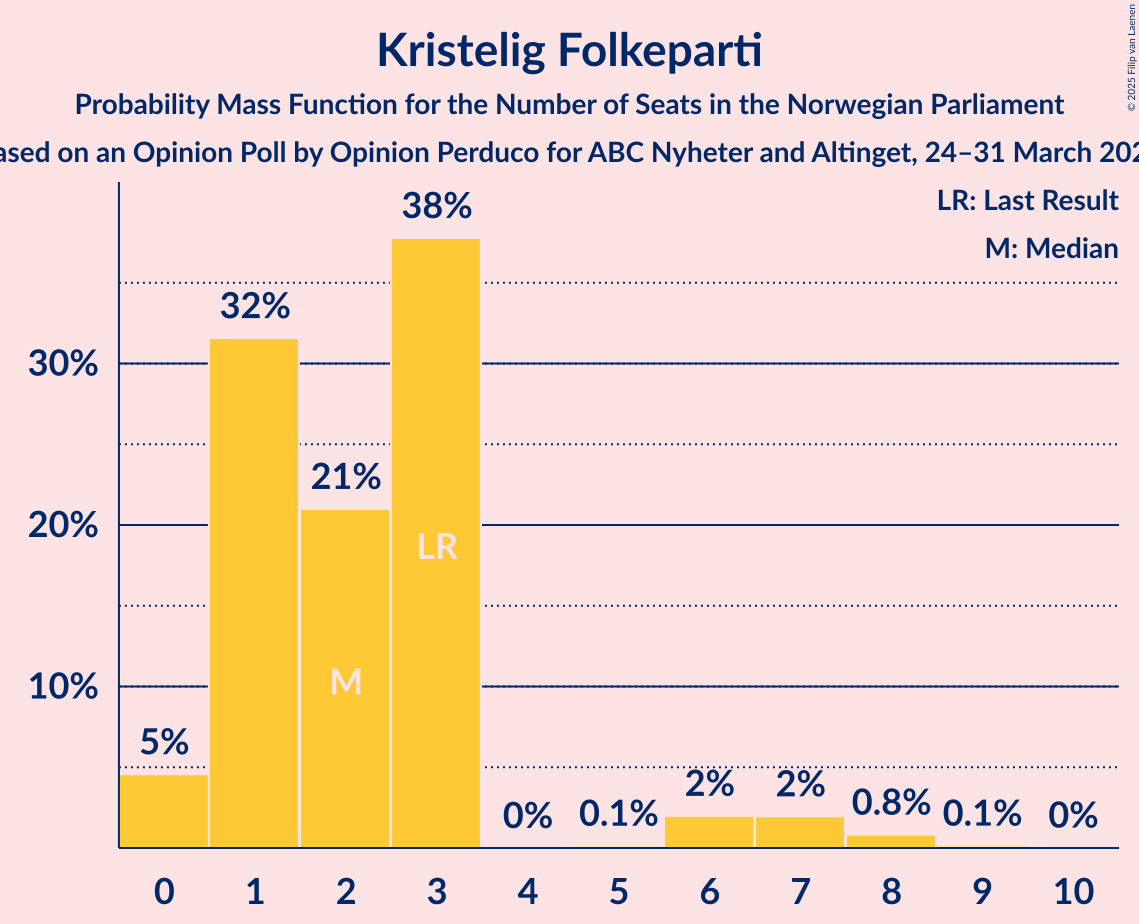 Kristelig Folkeparti
Probability Mass Function for the Number of Seats in the Norwegian Parliament
on an Opinion Poll by Opinion Perduco for ABC Nyheter and Altinget, 24–31 March
© 2025 Filip van Laenen
LR: Last Result
M: Median
38%
32%
30%
21%
20%
LR
M
10%
5%
0%
0.1%
2%
2%
0.8%
0.1%
0%
0 1 2 3 4 5 6 7 8 9 10